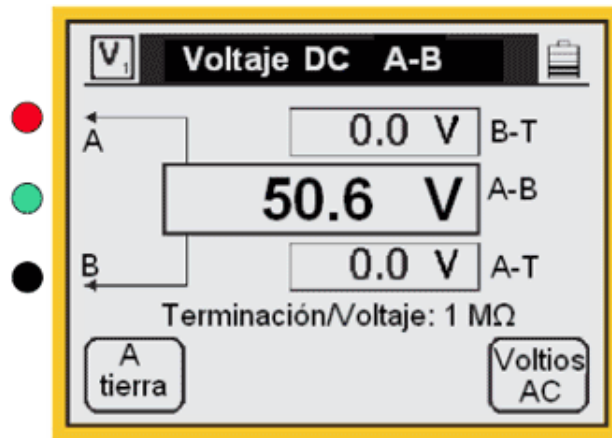 V1 Voltaje DC A-B
A
0.0 V B-T
50.6 V A-B
B
0.0 V A-T
Terminación/Voltaje: 1 MΩ
A tierra
Voltios AC